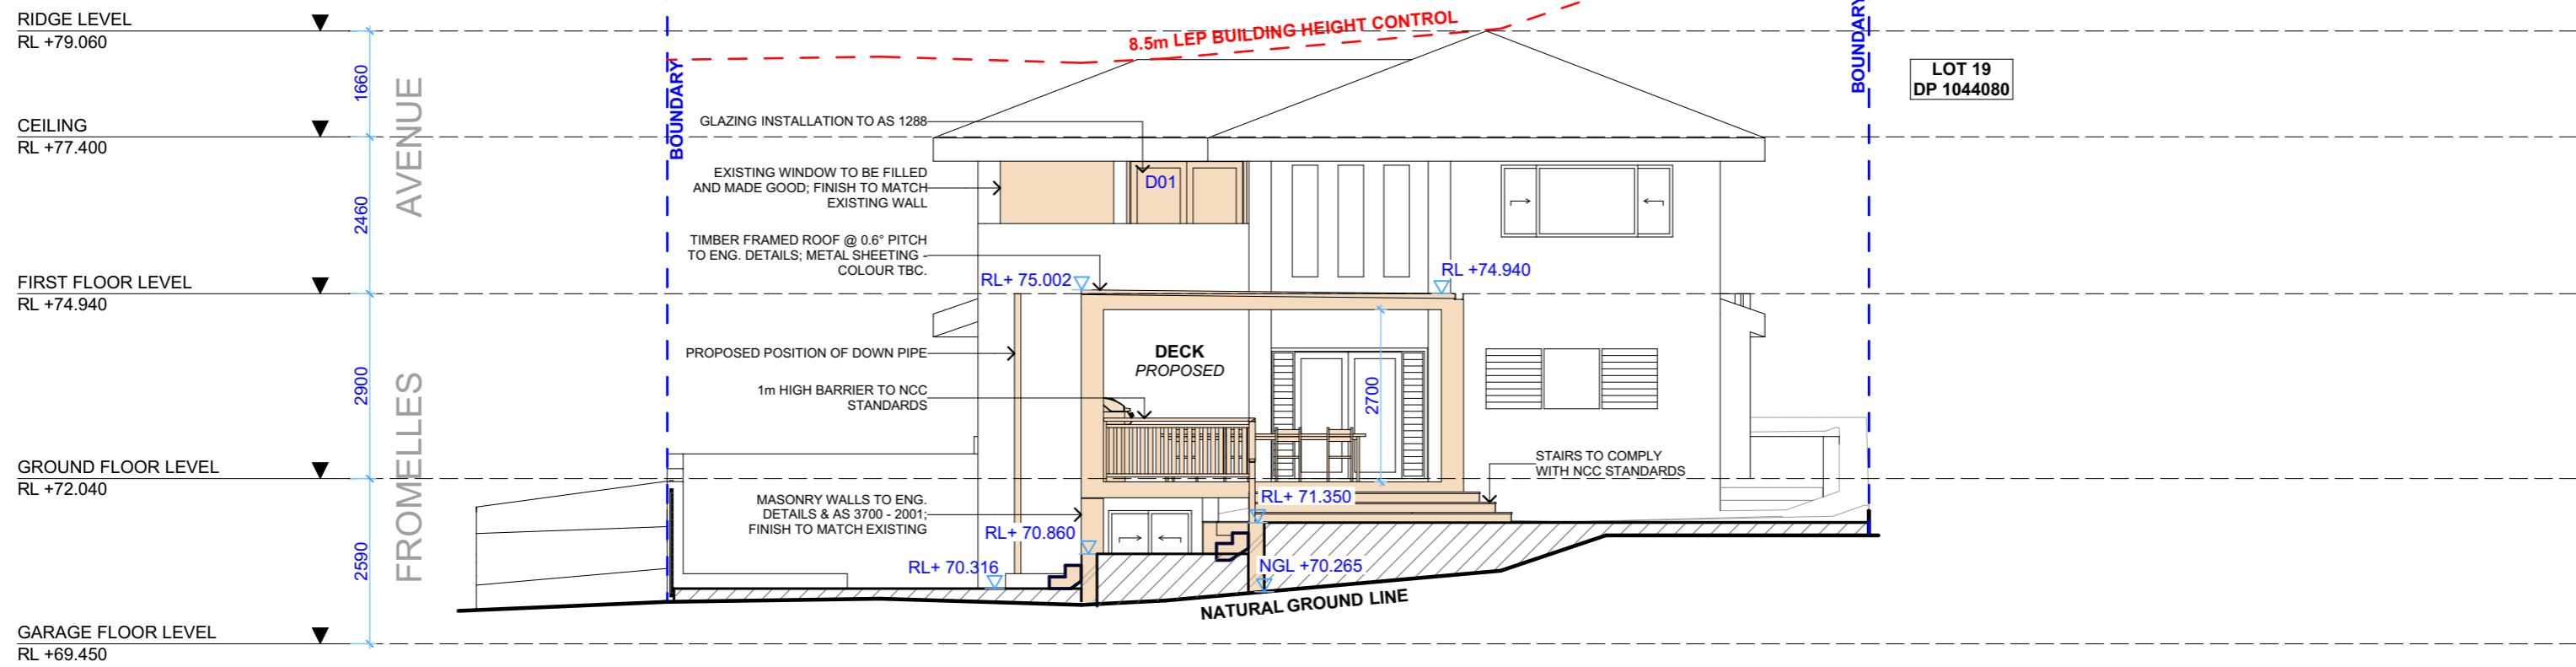 RIDGE LEVEL
RL +79.060
CEILING
RL +77.400
FIRST FLOOR LEVEL
RL +74.940
GROUND FLOOR LEVEL
RL +72.040
GARAGE FLOOR LEVEL
RL +69.450
1660
2460
2900
2590
FROMELLES AVENUE
BOUNDARY
8.5m LEP BUILDING HEIGHT CONTROL
BOUNDARY
LOT 19
DP 1044080
GLAZING INSTALLATION TO AS 1288
EXISTING WINDOW TO BE FILLED
AND MADE GOOD; FINISH TO MATCH
EXISTING WALL
D01
TIMBER FRAMED ROOF @ 0.6° PITCH
TO ENG. DETAILS; METAL SHEETING -
COLOUR TBC.
RL+ 75.002
RL +74.940
PROPOSED POSITION OF DOWN PIPE
DECK
PROPOSED
1m HIGH BARRIER TO NCC
STANDARDS
2700
STAIRS TO COMPLY
WITH NCC STANDARDS
MASONRY WALLS TO ENG.
DETAILS & AS 3700 - 2001;
FINISH TO MATCH EXISTING
RL+ 71.350
RL+ 70.860
RL+ 70.316
NGL +70.265
NATURAL GROUND LINE